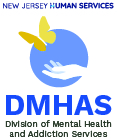 NEW JERSEY HUMAN SERVICES
DMHAS
Division of Mental Health
and Addiction Services